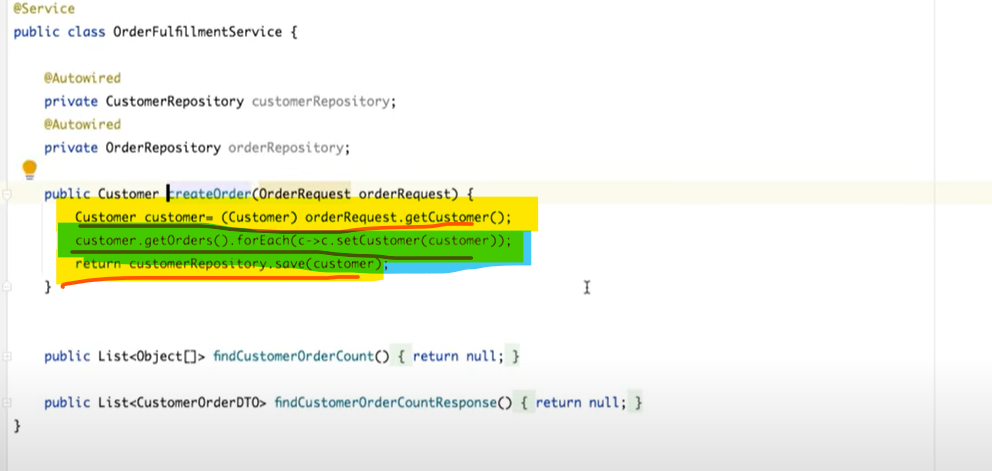 @Service
public class OrderFulfillmentService {
@Autowired
private CustomerRepository customerRepository;
@Autowired
private OrderRepository orderRepository;
public Customer createOrder(OrderRequest orderRequest) {
Customer customer= (Customer) orderRequest.getCustomer();
customer.getOrders().forEach(c->c.setCustomer(customer));
return customerRepository.save(customer);
}
public List<Object[]> findCustomerOrderCount() { return null; }
public List<CustomerOrderDTO> findCustomerOrderCountResponse() { return null; }
}